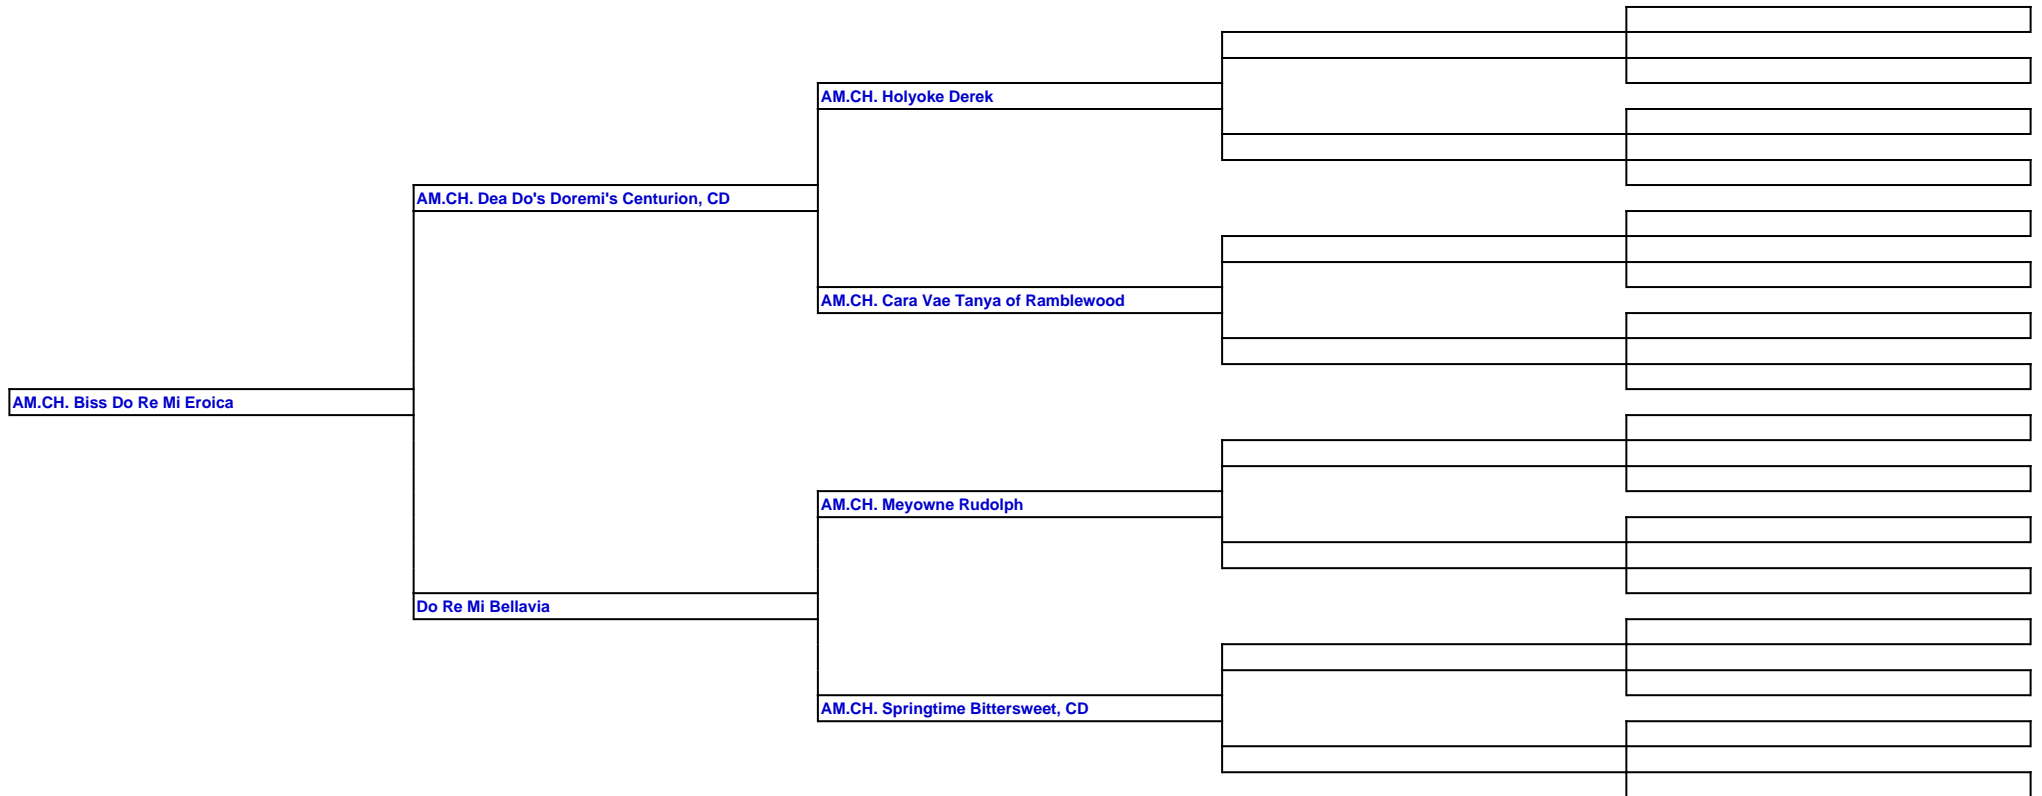 AM.CH. Holyoke Derek
AM.CH. Dea Do's Doremi's Centurion, CD
AM.CH. Cara Vae Tanya of Ramblewood
AM.CH. Biss Do Re Mi Eroica
AM.CH. Meyowne Rudolph
Do Re Mi Bellavia
AM.CH. Springtime Bittersweet, CD